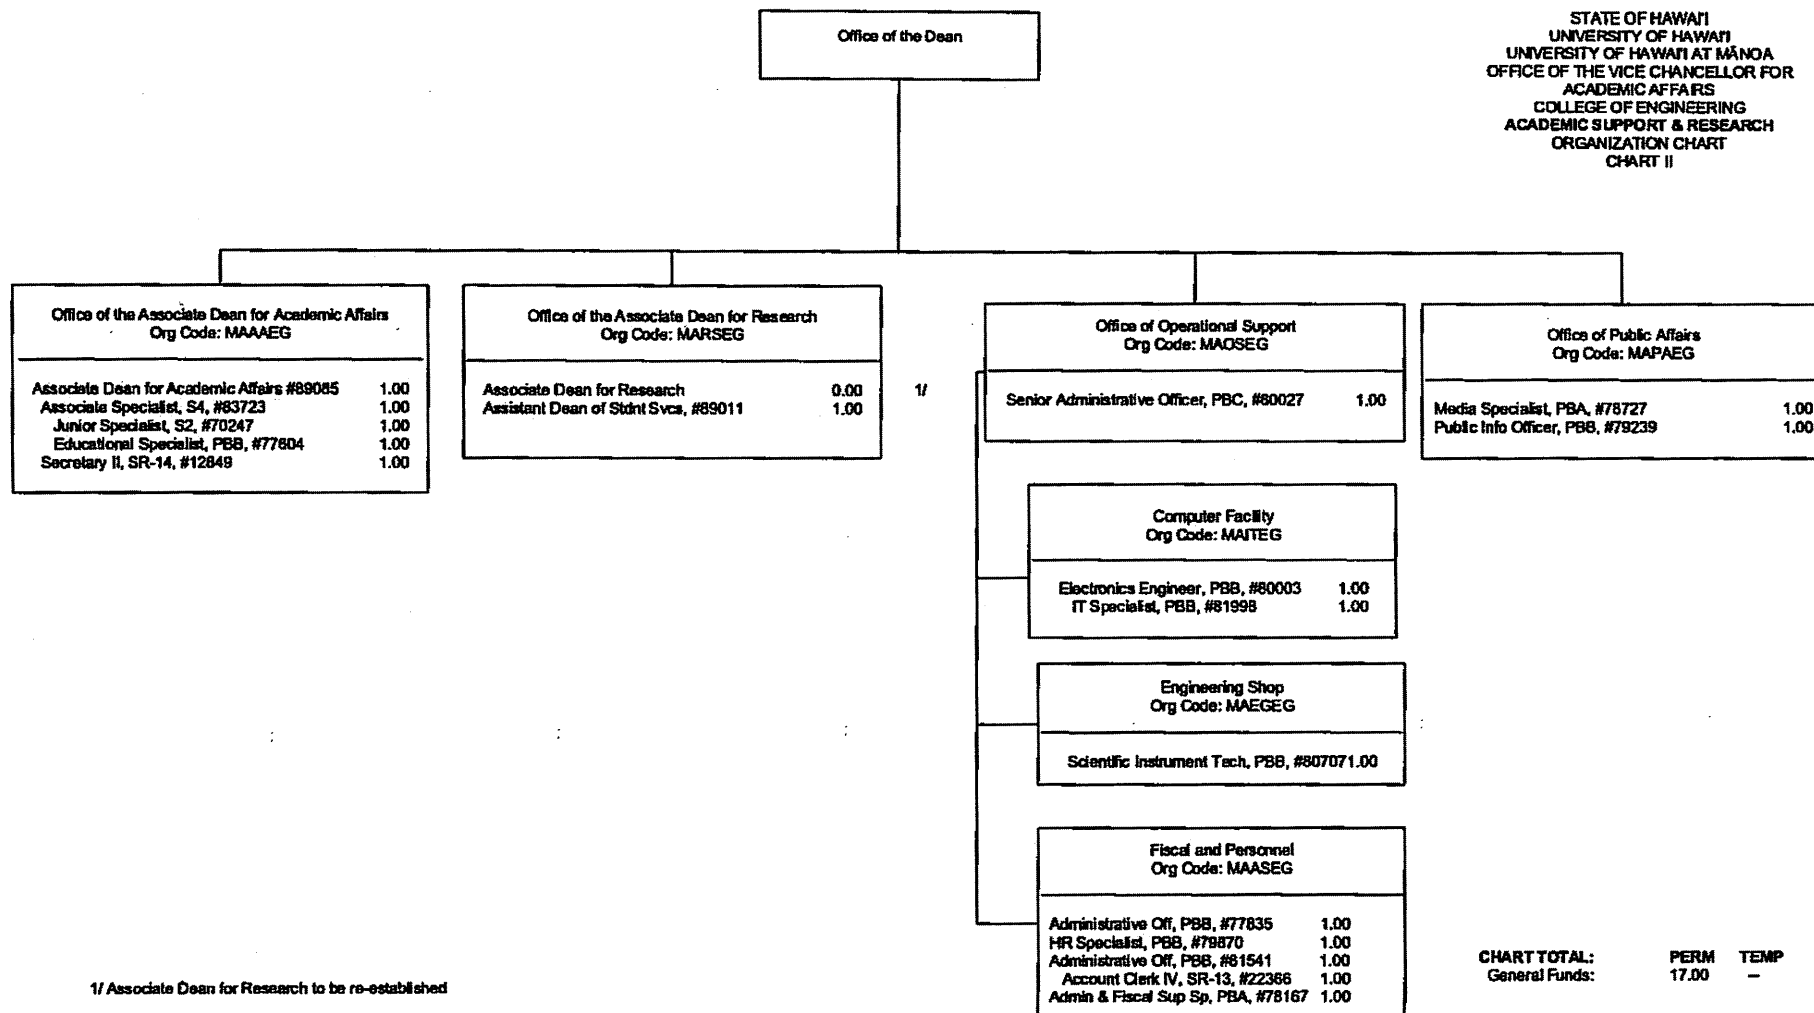 Office of the Dean
STATE OF HAWAI'I
UNIVERSITY OF HAWAI'I
UNIVERSITY OF HAWAI'I AT MĀNOA
OFFICE OF THE VICE CHANCELLOR FOR
ACADEMIC AFFAIRS
COLLEGE OF ENGINEERING
ACADEMIC SUPPORT & RESEARCH
ORGANIZATION CHART
CHART II
Office of the Associate Dean for Academic Affairs
Org Code: MAAAEG
Associate Dean for Academic Affairs #89085 1.00
Associate Specialist, S4, #83723 1.00
Junior Specialist, S2, #70247 1.00
Educational Specialist, PBB, #77604 1.00
Secretary II, SR-14, #12849 1.00
Office of the Associate Dean for Research
Org Code: MARSEG
Associate Dean for Research 0.00 1/
Assistant Dean of Stdnt Svcs, #89011 1.00
Office of Operational Support
Org Code: MAOSEG
Senior Administrative Officer, PBC, #80027 1.00
Office of Public Affairs
Org Code: MAPAEG
Media Specialist, PBA, #78727 1.00
Public Info Officer, PBB, #79239 1.00
Computer Facility
Org Code: MAITEG
Electronics Engineer, PBB, #80003 1.00
IT Specialist, PBB, #81998 1.00
Engineering Shop
Org Code: MAEGEG
Scientific Instrument Tech, PBB, #807071.00
Fiscal and Personnel
Org Code: MAASEG
Administrative Off, PBB, #77835 1.00
HR Specialist, PBB, #79870 1.00
Administrative Off, PBB, #81541 1.00
Account Clerk IV, SR-13, #22366 1.00
Admin & Fiscal Sup Sp, PBA, #78167 1.00
1/ Associate Dean for Research to be re-established
CHART TOTAL: PERM TEMP
General Funds: 17.00 –